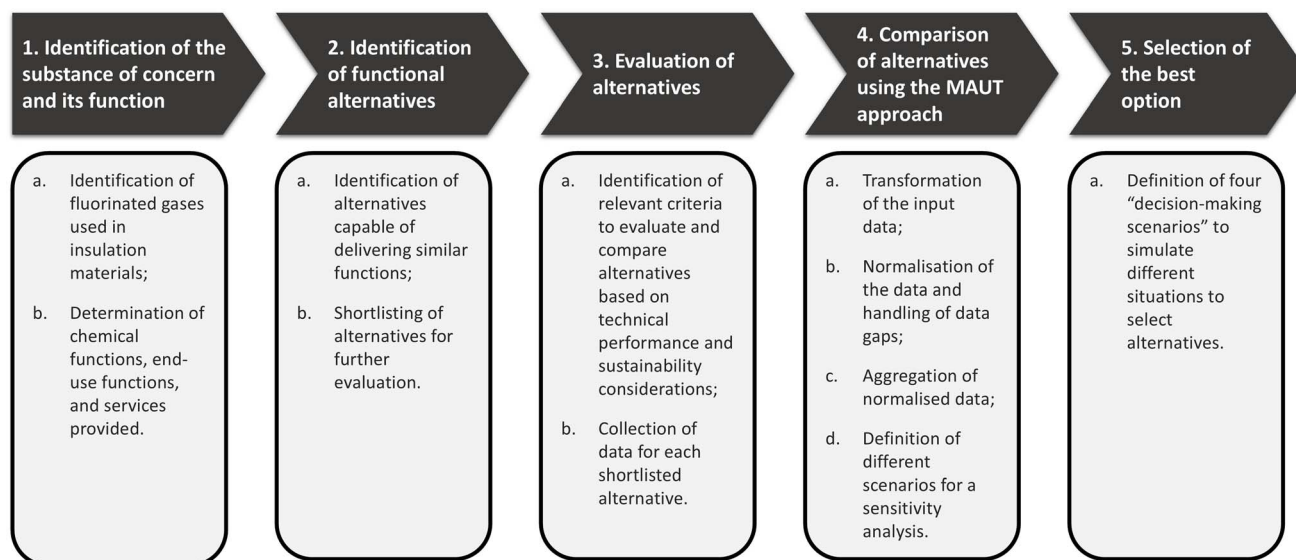 1. Identification of the
substance of concern
and its function
2. Identification
of functional
alternatives
3. Evaluation of
alternatives
4. Comparison
of alternatives
using the MAUT
approach
5. Selection of
the best
option
a. Identification of
fluorinated gases
used in
insulation
materials;
b. Determination of
chemical
functions, end-
use functions,
and services
provided.
a. Identification of
alternatives
capable of
delivering similar
functions;
b. Shortlisting of
alternatives for
further
evaluation.
a. Identification of
relevant criteria
to evaluate and
compare
alternatives
based on
technical
performance and
sustainability
considerations;
b. Collection of
data for each
shortlisted
alternative.
a. Transformation
of the input
data;
b. Normalisation of
the data and
handling of data
gaps;
c. Aggregation of
normalised data;
d. Definition of
different
scenarios for a
sensitivity
analysis.
a. Definition of four
“decision-making
scenarios” to
simulate
different
situations to
select
alternatives.